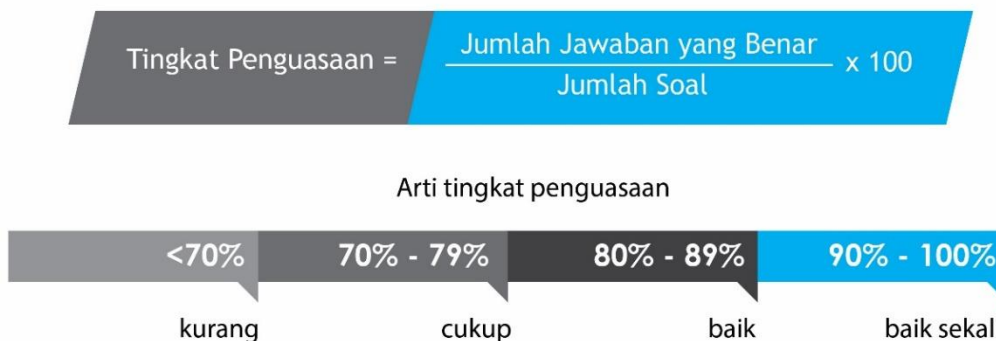 Tingkat Penguasaan = Jumlah Jawaban yang Benar / Jumlah Soal x 100
Arti tingkat penguasaan
<70% 70% - 79% 80% - 89% 90% - 100%
kurang cukup baik baik sekal